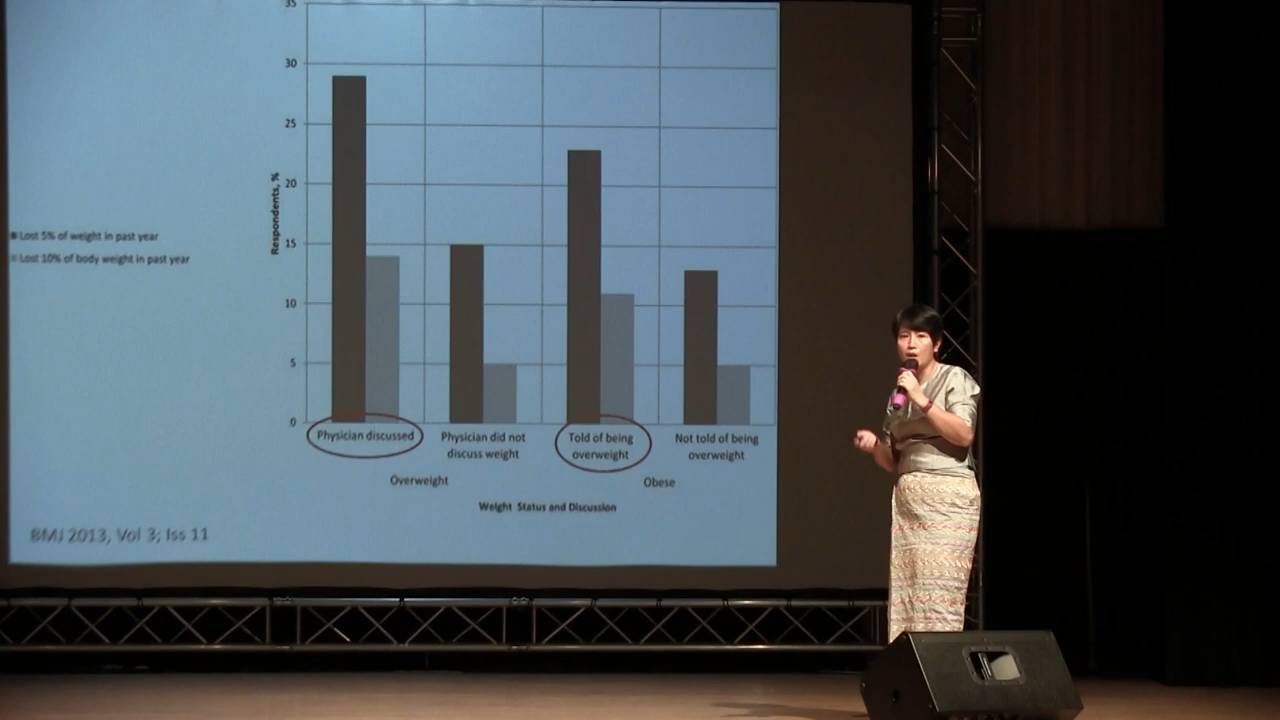 35
30
25
20
15
10
5
0
Respondents, %
Lost 5% of weight in past year
Lost 10% of body weight in past year
Physician discussed
Physician did not
discuss weight
Told of being
overweight
Not told of being
overweight
Overweight
Obese
Weight Status and Discussion
BMJ 2013, Vol 3; Iss 11